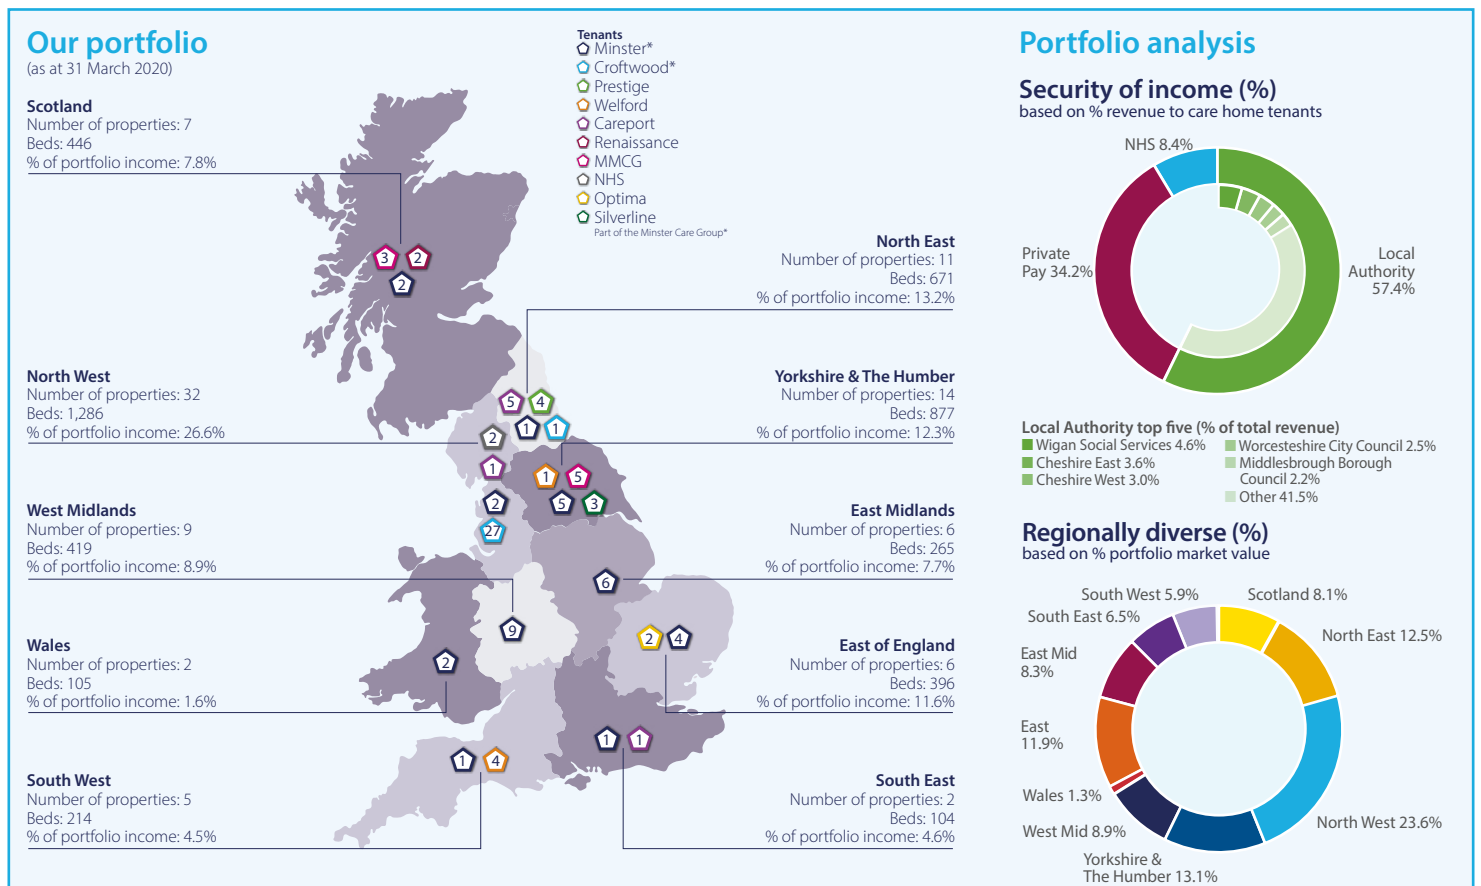 Our portfolio
(as at 31 March 2020)
Scotland
Number of properties: 7
Beds: 446
% of portfolio income: 7.8%
North West
Number of properties: 32
Beds: 1,286
% of portfolio income: 26.6%
West Midlands
Number of properties: 9
Beds: 419
% of portfolio income: 8.9%
Wales
Number of properties: 2
Beds: 105
% of portfolio income: 1.6%
South West
Number of properties: 5
Beds: 214
% of portfolio income: 4.5%
Tenants
Minster*
Croftwood*
Prestige
Welford
Careport
Renaissance
MMCG
NHS
Optima
Silverline
Part of the Minster Care Group*
3 2
2
5 4
1 1
2
1
2
27
1 5
5 3
6
9
2 4
2
1 1
1 4
North East
Number of properties: 11
Beds: 671
% of portfolio income: 13.2%
Yorkshire & The Humber
Number of properties: 14
Beds: 877
% of portfolio income: 12.3%
East Midlands
Number of properties: 6
Beds: 265
% of portfolio income: 7.7%
East of England
Number of properties: 6
Beds: 396
% of portfolio income: 11.6%
South East
Number of properties: 2
Beds: 104
% of portfolio income: 4.6%
Portfolio analysis
Security of income (%)
based on % revenue to care home tenants
NHS 8.4%
Private
Pay 34.2%
Local
Authority
57.4%
Local Authority top five (% of total revenue)
Wigan Social Services 4.6%
Cheshire East 3.6%
Cheshire West 3.0%
Worcesteshire City Council 2.5%
Middlesbrough Borough
Council 2.2%
Other 41.5%
Regionally diverse (%)
based on % portfolio market value
South West 5.9%
Scotland 8.1%
South East 6.5%
North East 12.5%
East Mid
8.3%
East
11.9%
Wales 1.3%
West Mid 8.9%
North West 23.6%
Yorkshire &
The Humber 13.1%